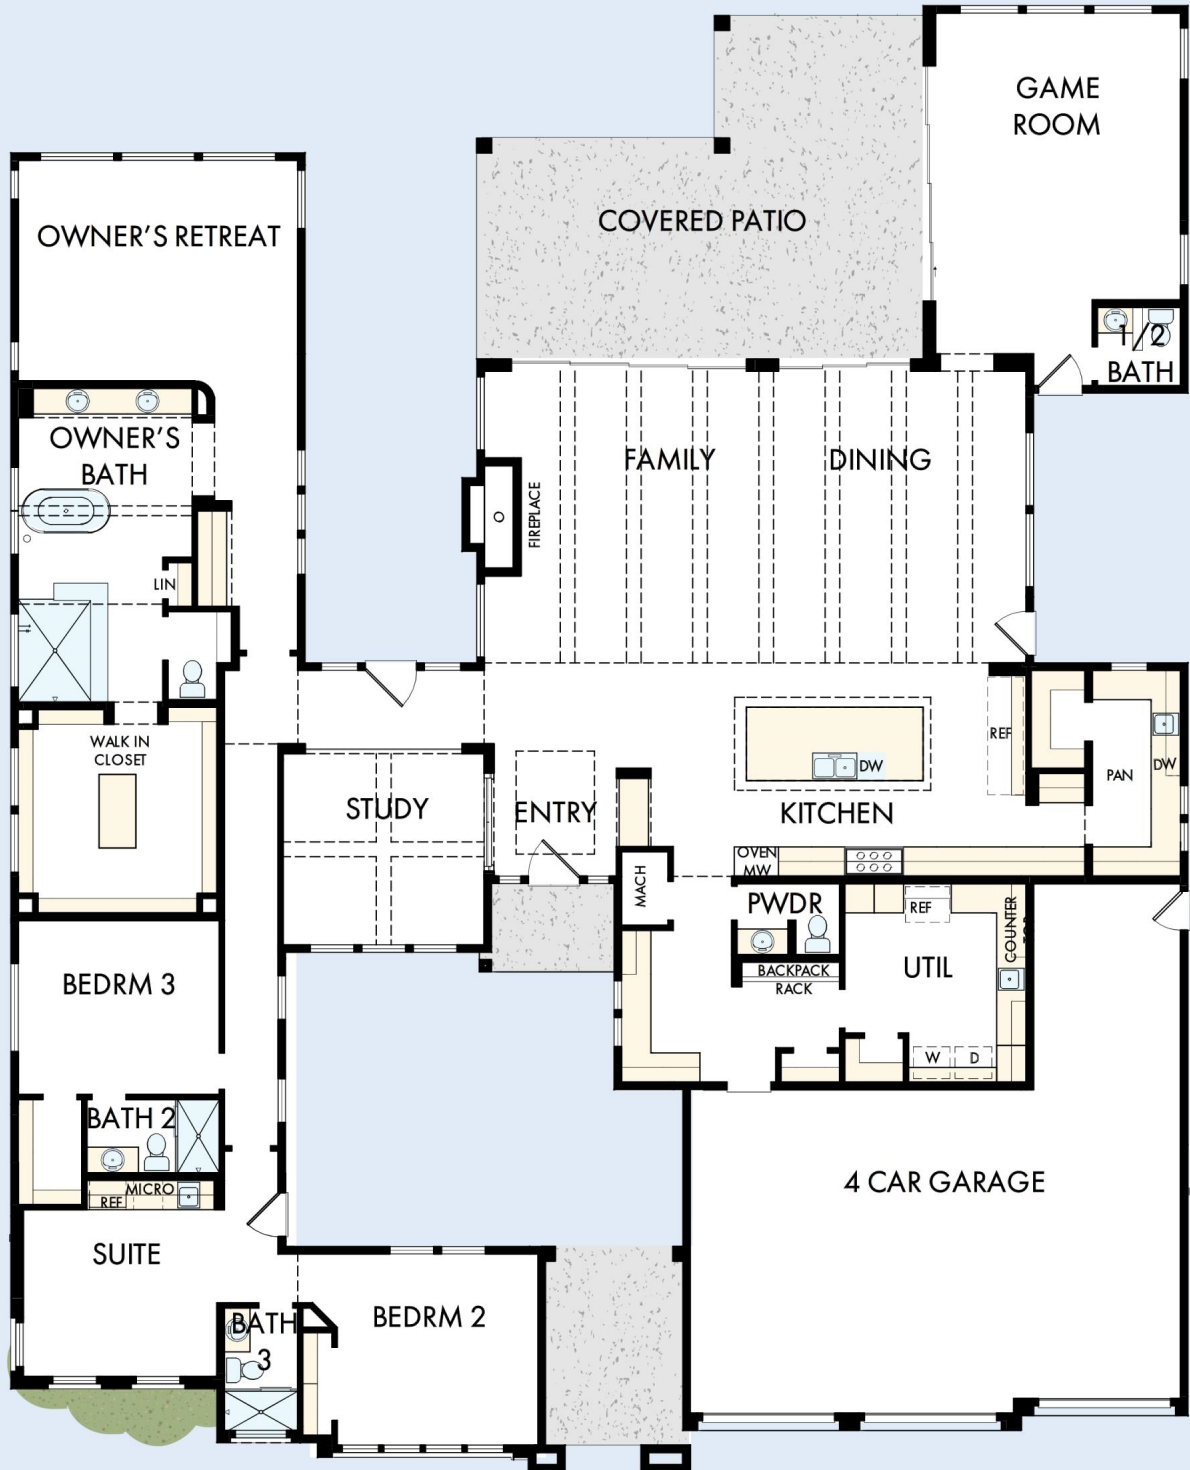 GAME
ROOM
OWNER'S RETREAT
COVERED PATIO
1/2
BATH
OWNER'S
BATH
FAMILY
DINING
FIREPLACE
LIN
WALK IN
CLOSET
REF
DW
PAN
DW
STUDY
ENTRY
KITCHEN
OVEN
MW
MACH
PWDR
REF
COUNTER
TOP
BACKPACK
RACK
UTIL
BEDRM 3
W
D
BATH 2
MICRO
REF
4 CAR GARAGE
SUITE
BATH
3
BEDRM 2